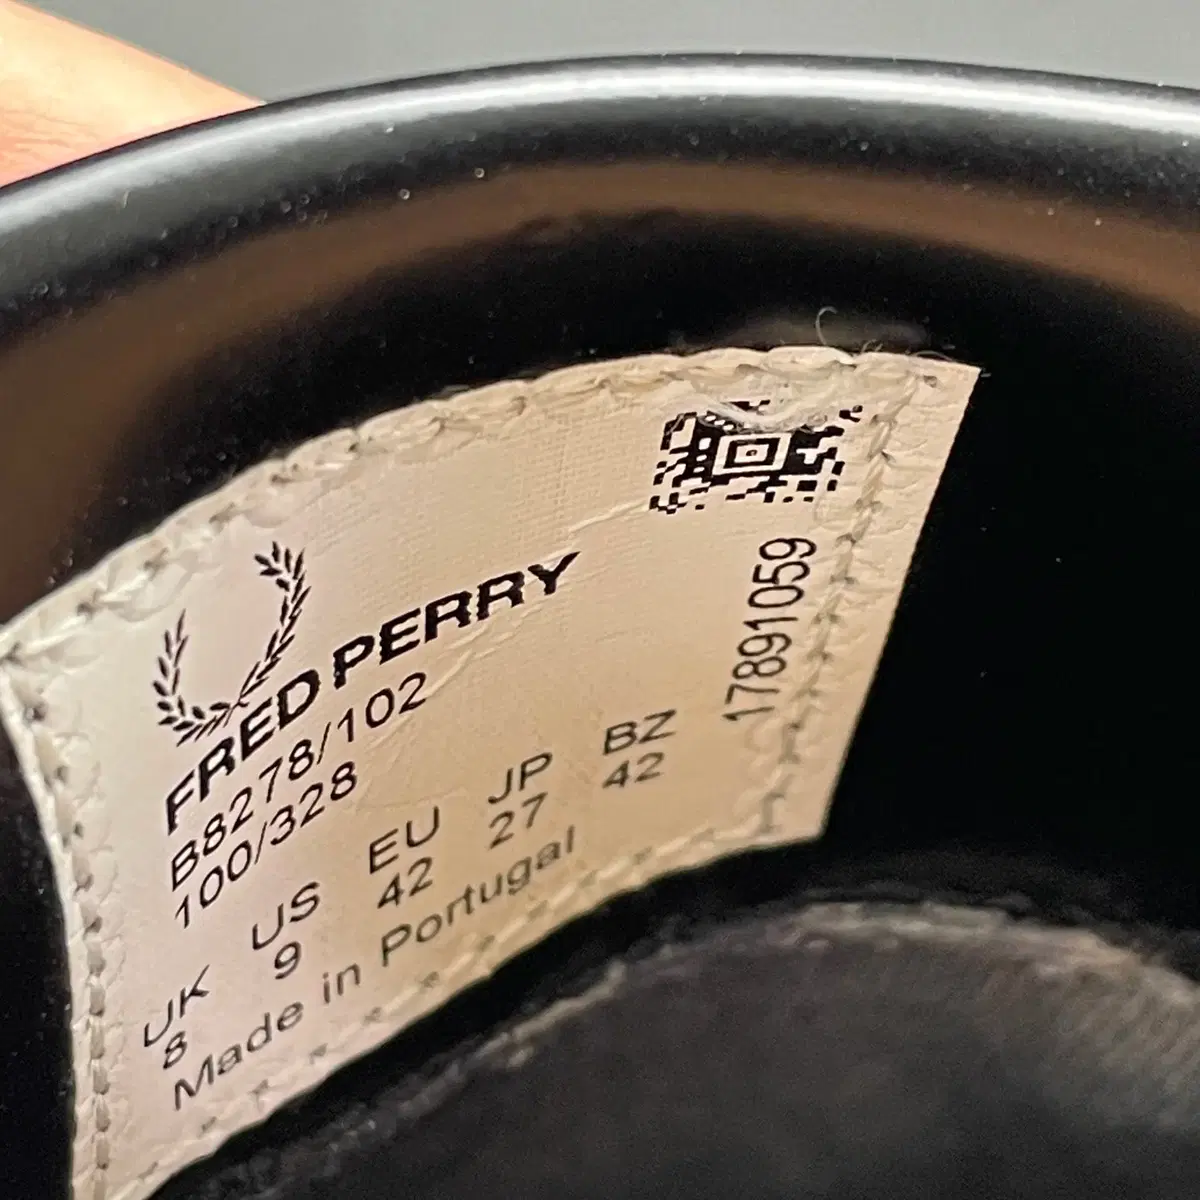 FRED PERRY
B8278/102
100/328
UK US EU JP BZ
8 9 42 27 42
Made in Portugal
17891059